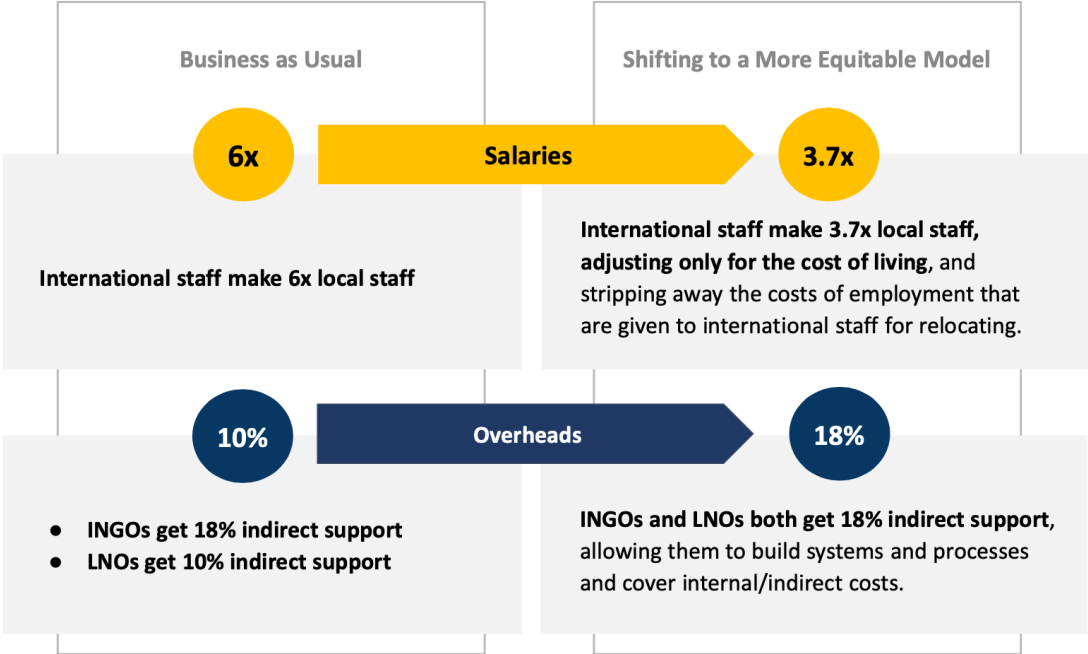 Business as Usual
Shifting to a More Equitable Model
6x
Salaries
3.7x
International staff make 6x local staff
International staff make 3.7x local staff,
adjusting only for the cost of living, and
stripping away the costs of employment that
are given to international staff for relocating.
10%
Overheads
18%
● INGOs get 18% indirect support
● LNOs get 10% indirect support
INGOs and LNOs both get 18% indirect support,
allowing them to build systems and processes
and cover internal/indirect costs.